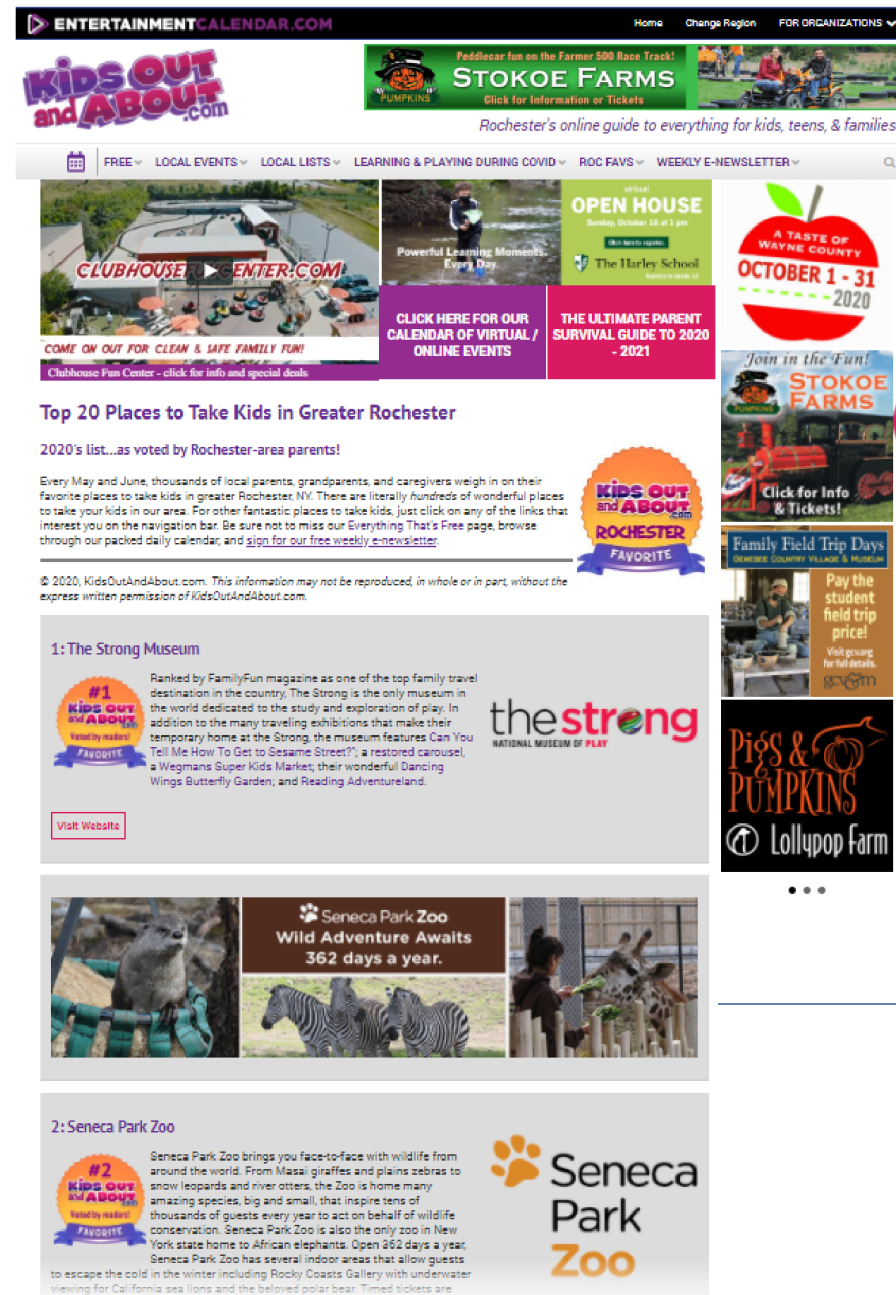 ENTERTAINMENTCALENDAR.COM
Home Change Region FOR ORGANIZATIONS
KIDS OUT
and ABOUT
.com
Peddlecar fun on the Farmer 500 Race Track!
STOKOE FARMS
Click for Information or Tickets
PUMPKINS
Rochester's online guide to everything for kids, teens, & families
FREE LOCAL EVENTS LOCAL LISTS LEARNING & PLAYING DURING COVID ROC FAVS WEEKLY E-NEWSLETTER
CLUBHOUSEFUNCENTER.COM
COME ON OUT FOR CLEAN & SAFE FAMILY FUN!
Clubhouse Fun Center - click for info and special deals
Powerful Learning Moments.
Every Day.
virtual
OPEN HOUSE
Sunday, October 18 at 1 pm
Click here to register.
The Harley School
CLICK HERE FOR OUR
CALENDAR OF VIRTUAL /
ONLINE EVENTS
THE ULTIMATE PARENT
SURVIVAL GUIDE TO 2020
- 2021
A TASTE OF
WAYNE COUNTY
OCTOBER 1 - 31
2020
Join in the Fun!
STOKOE
FARMS
PUMPKINS
Click for Info
& Tickets!
Family Field Trip Days
GENESEE COUNTRY VILLAGE & MUSEUM
Pay the
student
field trip
price!
Visit gcv.org
for full details.
gcv&m
Pigs &
PUMPKINS
Lollypop Farm
Top 20 Places to Take Kids in Greater Rochester
2020's list...as voted by Rochester-area parents!
Every May and June, thousands of local parents, grandparents, and caregivers weigh in on their
favorite places to take kids in greater Rochester, NY. There are literally hundreds of wonderful places
to take your kids in our area. For other fantastic places to take kids, just click on any of the links that
interest you on the navigation bar. Be sure not to miss our Everything That's Free page, browse
through our packed daily calendar, and sign for our free weekly e-newsletter.
KIDS OUT
and ABOUT
.com
ROCHESTER
FAVORITE
© 2020, KidsOutAndAbout.com. This information may not be reproduced, in whole or in part, without the
express written permission of KidsOutAndAbout.com.
1: The Strong Museum
#1
KIDS OUT
and ABOUT
.com
Voted by readers!
FAVORITE
Ranked by FamilyFun magazine as one of the top family travel
destination in the country, The Strong is the only museum in
the world dedicated to the study and exploration of play. In
addition to the many traveling exhibitions that make their
temporary home at the Strong, the museum features Can You
Tell Me How To Get to Sesame Street?"; a restored carousel,
a Wegmans Super Kids Market; their wonderful Dancing
Wings Butterfly Garden; and Reading Adventureland.
thestrong
NATIONAL MUSEUM OF PLAY
Visit Website
Seneca Park Zoo
Wild Adventure Awaits
362 days a year.
2: Seneca Park Zoo
#2
KIDS OUT
and ABOUT
.com
Voted by readers!
FAVORITE
Seneca Park Zoo brings you face-to-face with wildlife from
around the world. From Masai giraffes and plains zebras to
snow leopards and river otters, the Zoo is home many
amazing species, big and small, that inspire tens of
thousands of guests every year to act on behalf of wildlife
conservation. Seneca Park Zoo is also the only zoo in New
York state home to African elephants. Open 362 days a year,
Seneca Park Zoo has several indoor areas that allow guests
to escape the cold in the winter including Rocky Coasts Gallery with underwater
viewing for California sea lions and the beloved polar bear. Timed tickets are
Seneca
Park
Zoo